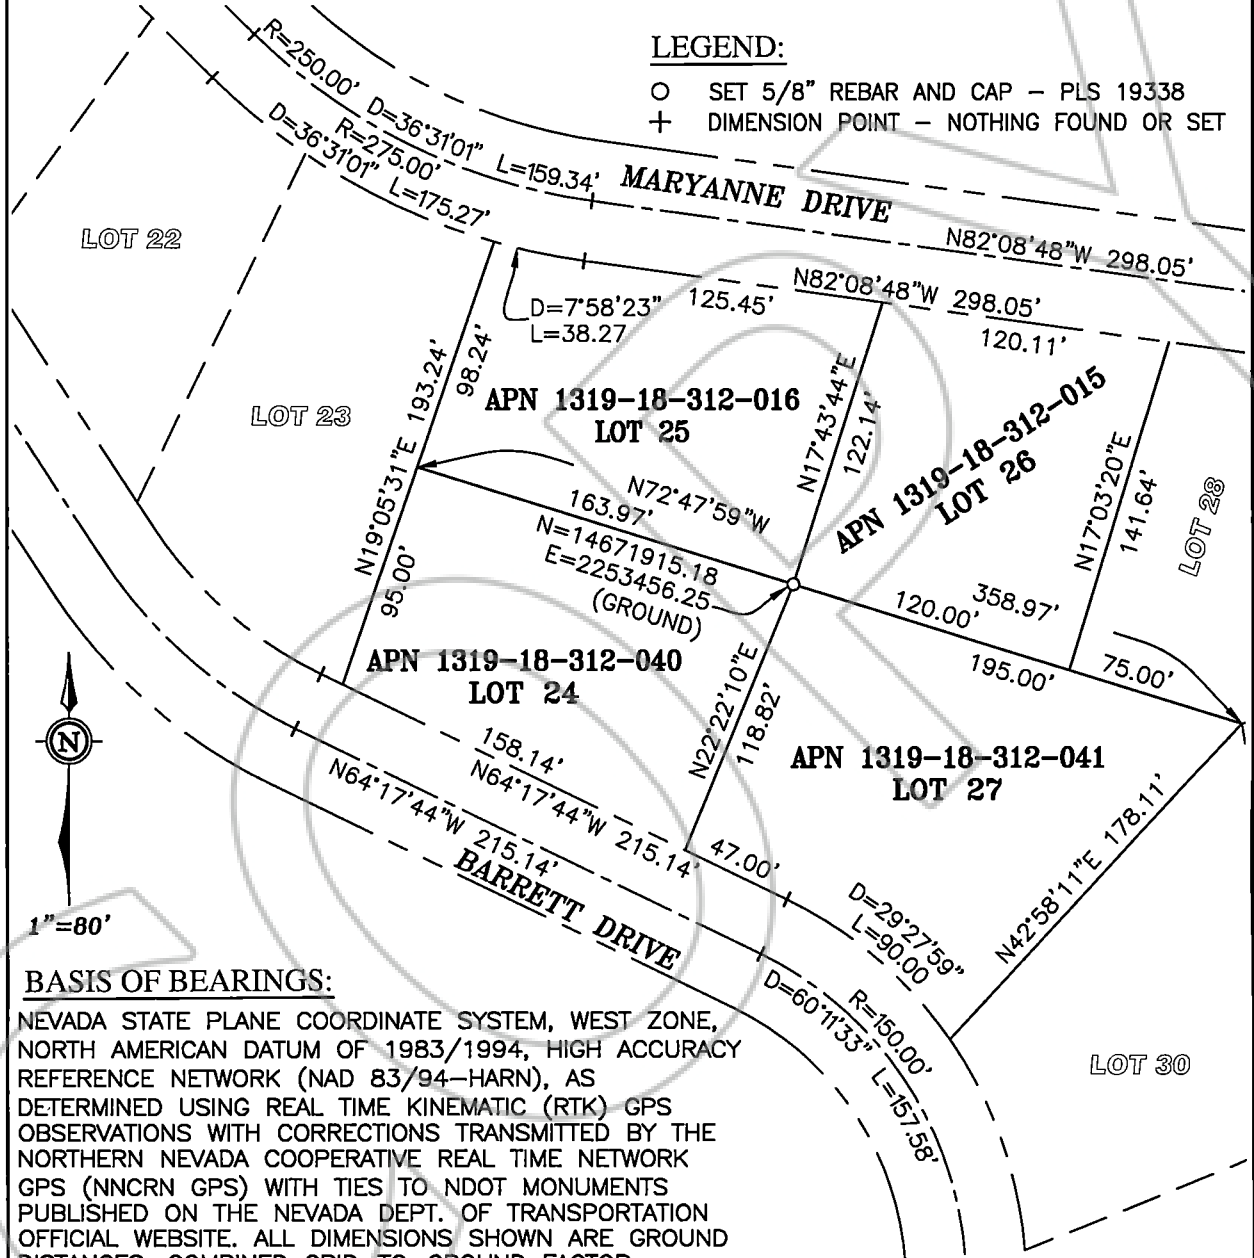 LEGEND:
SET 5/8" REBAR AND CAP – PLS 19338
DIMENSION POINT – NOTHING FOUND OR SET
R=250.00'
D=36°31'01" L=159.34'
R=275.00'
D=36°31'01" L=175.27'
MARYANNE DRIVE
N82°08'48"W 298.05'
N82°08'48"W 298.05'
LOT 22
D=7°58'23"
L=38.27
125.45'
120.11'
N19°05'31"E 193.24'
98.24'
95.00'
LOT 23
APN 1319-18-312-016
LOT 25
N17°43'44"E
122.14'
APN 1319-18-312-015
LOT 26
N17°03'20"E
141.64'
LOT 28
N72°47'59"W
163.97'
N=14671915.18
E=2253456.25
(GROUND)
120.00'
358.97'
195.00'
75.00'
APN 1319-18-312-040
LOT 24
N22°22'10"E
118.82'
APN 1319-18-312-041
LOT 27
N
1"=80'
158.14'
N64°17'44"W 215.14'
N64°17'44"W 215.14'
47.00'
BARRETT DRIVE
D=29°27'59"
L=90.00
N42°58'11"E 178.11'
R=150.00'
D=60°11'33" L=157.58'
LOT 30
BASIS OF BEARINGS:
NEVADA STATE PLANE COORDINATE SYSTEM, WEST ZONE,
NORTH AMERICAN DATUM OF 1983/1994, HIGH ACCURACY
REFERENCE NETWORK (NAD 83/94–HARN), AS
DETERMINED USING REAL TIME KINEMATIC (RTK) GPS
OBSERVATIONS WITH CORRECTIONS TRANSMITTED BY THE
NORTHERN NEVADA COOPERATIVE REAL TIME NETWORK
GPS (NNCRN GPS) WITH TIES TO NDOT MONUMENTS
PUBLISHED ON THE NEVADA DEPT. OF TRANSPORTATION
OFFICIAL WEBSITE. ALL DIMENSIONS SHOWN ARE GROUND